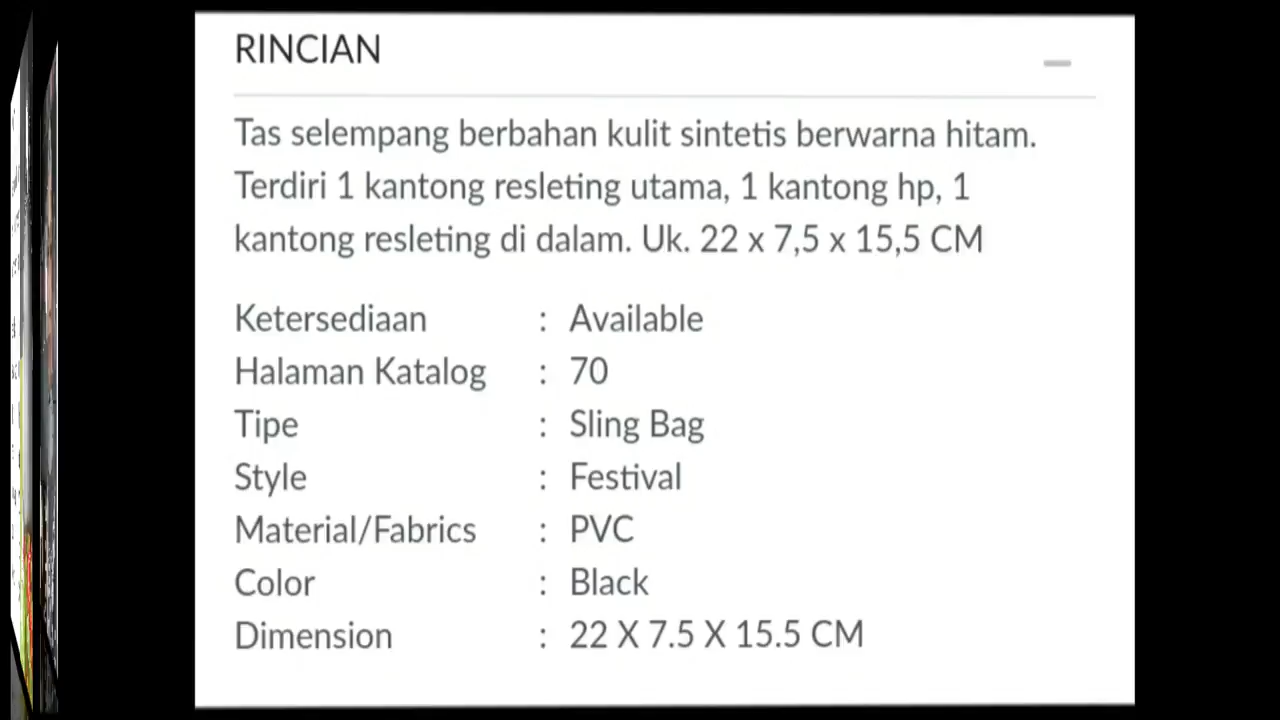 RINCIAN
Tas selempang berbahan kulit sintetis berwarna hitam.
Terdiri 1 kantong resleting utama, 1 kantong hp, 1
kantong resleting di dalam. Uk. 22 x 7,5 x 15,5 CM
Ketersediaan : Available
Halaman Katalog : 70
Tipe : Sling Bag
Style : Festival
Material/Fabrics : PVC
Color : Black
Dimension : 22 X 7.5 X 15.5 CM